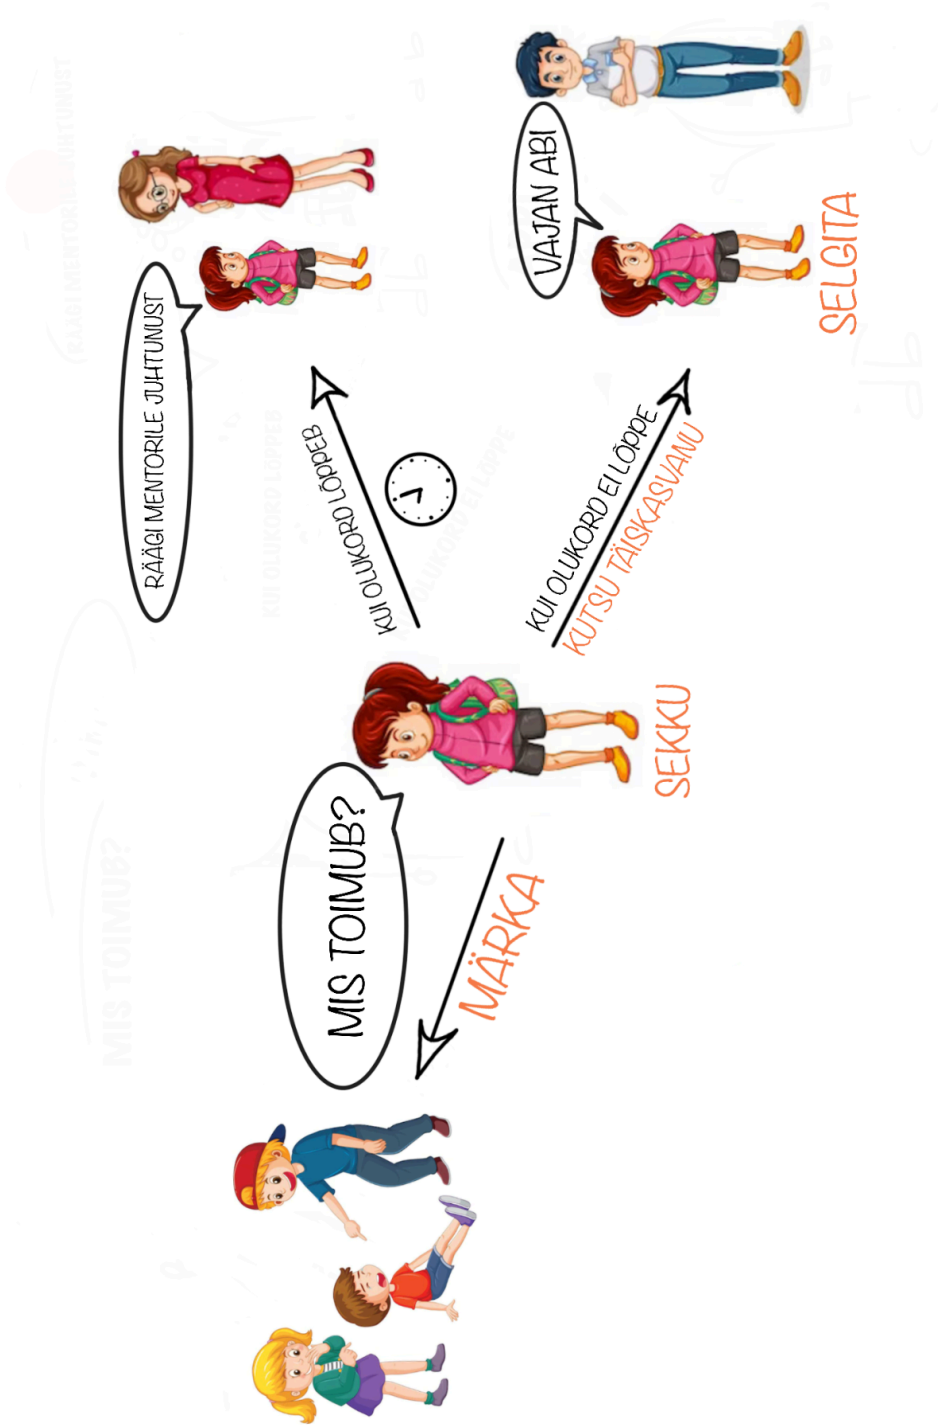 MIS TOIMUB?
MÄRKA
SEKKU
KUI OLUKORD LÕPPEB
RÄÄGI MENTORILE JUHTUNUST
KUI OLUKORD EI LÕPPE
KUTSU TÄISKASVANU
VAJAN ABI
SELGITA